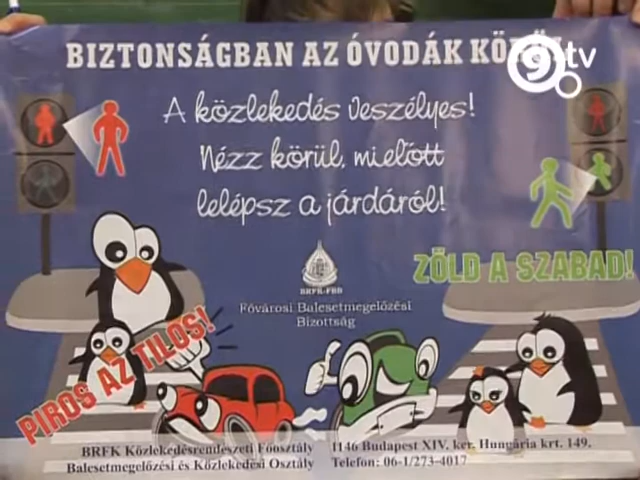 BIZTONSÁGBAN AZ ÓVODÁK
9.tv
A közlekedés veszélyes!
Nézz körül, mielőtt
lelépsz a járdáról!
ZÖLD A SZABAD!
BRFK-FBB
Fővárosi Balesetmegelőzési
Bizottság
PIROS AZ TILOS!
BRFK Közlekedésrendészeti Főosztály
Balesetmegelőzési és Közlekedési Osztály
1146 Budapest XIV. ker. Hungária krt. 149.
Telefon: 06-1/273-4017